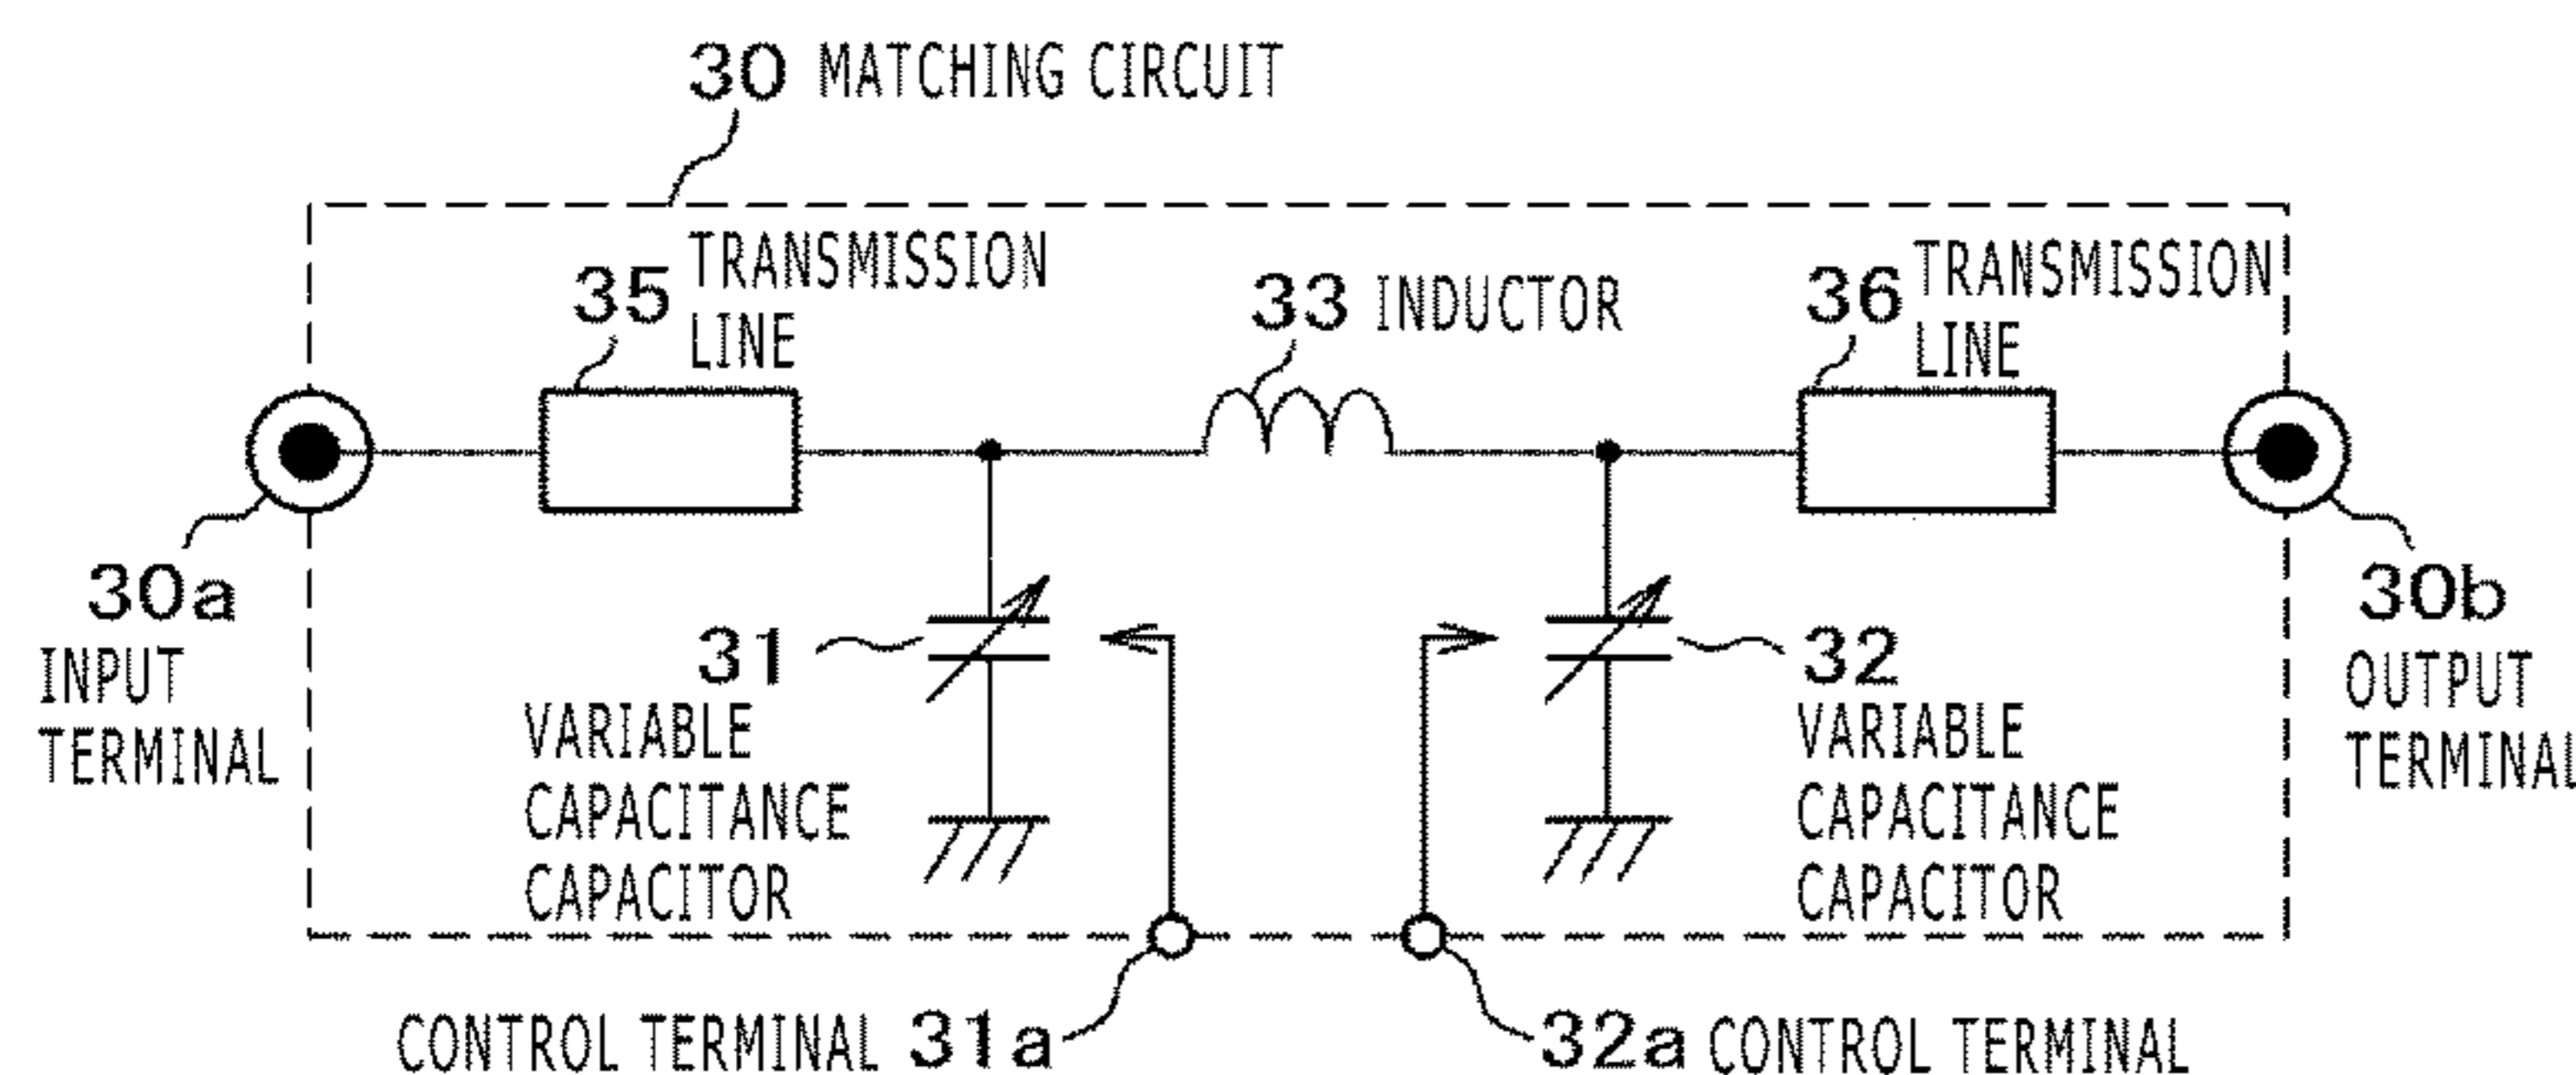 30 MATCHING CIRCUIT
35 TRANSMISSION
LINE
33 INDUCTOR
36 TRANSMISSION
LINE
30a
INPUT
TERMINAL
31
VARIABLE
CAPACITANCE
CAPACITOR
32
VARIABLE
CAPACITANCE
CAPACITOR
30b
OUTPUT
TERMINAL
CONTROL TERMINAL 31a
32a CONTROL TERMINAL